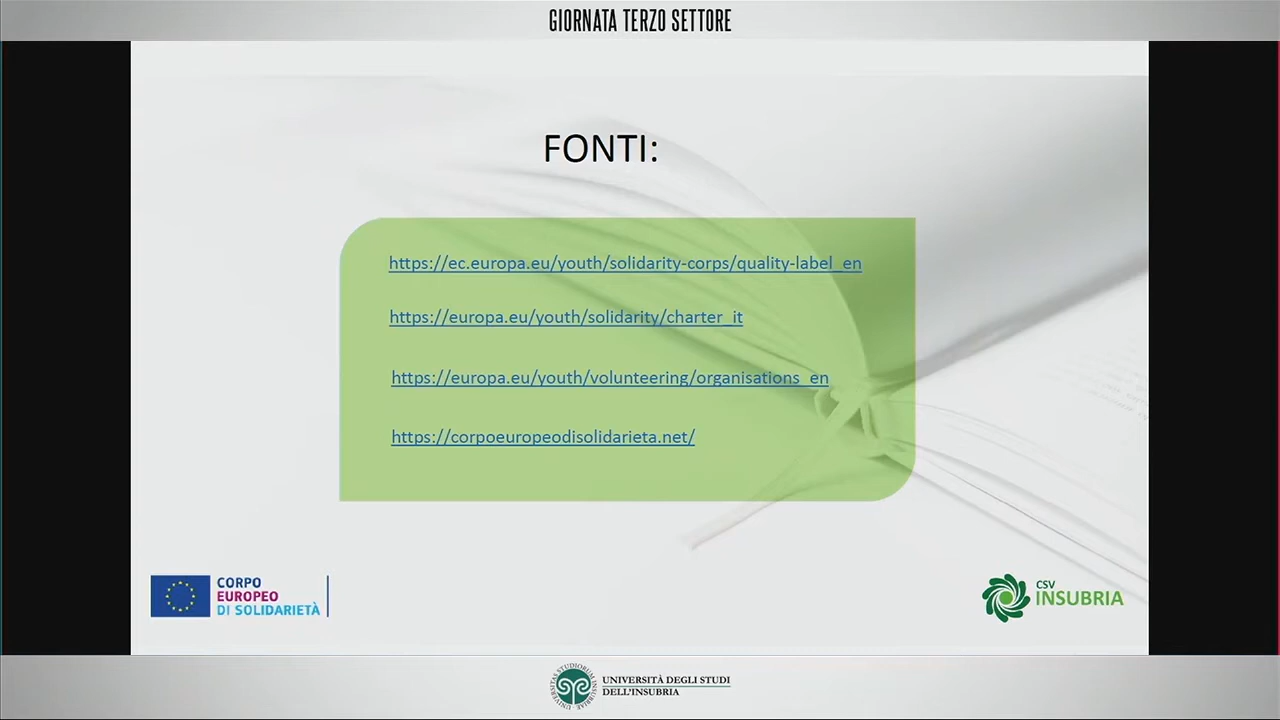 GIORNATA TERZO SETTORE
FONTI:
https://ec.europa.eu/youth/solidarity-corps/quality-label_en
https://europa.eu/youth/solidarity/charter_it
https://europa.eu/youth/volunteering/organisations_en
https://corpoeuropeodisolidarieta.net/
CORPO
EUROPEO
DI SOLIDARIETÀ
CSV
INSUBRIA
UNIVERSITÀ DEGLI STUDI
DELL'INSUBRIA